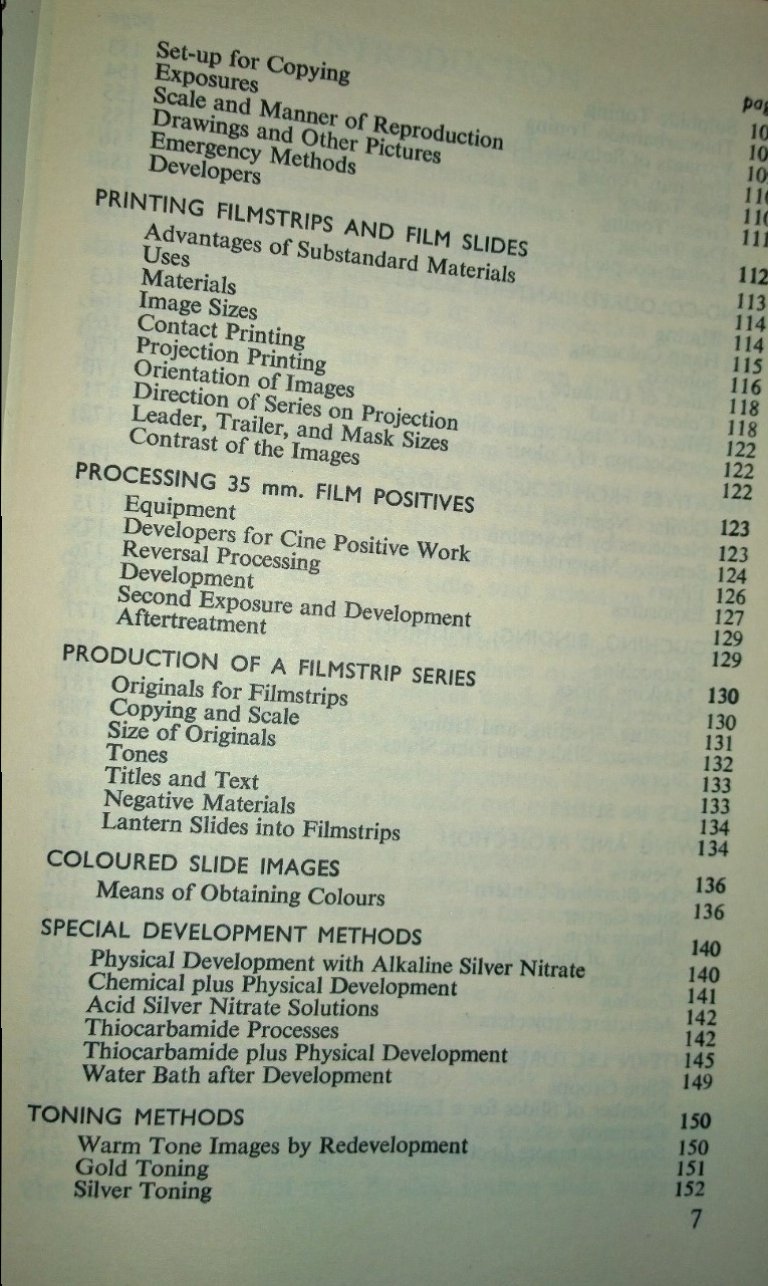 pag
Set-up for Copying 10
Exposures 10
Scale and Manner of Reproduction 10
Drawings and Other Pictures 110
Emergency Methods 110
Developers 111
PRINTING FILMSTRIPS AND FILM SLIDES 112
Advantages of Substandard Materials 113
Uses 114
Materials 114
Image Sizes 115
Contact Printing 116
Projection Printing 118
Orientation of Images 118
Direction of Series on Projection 122
Leader, Trailer, and Mask Sizes 122
Contrast of the Images 122
PROCESSING 35 mm. FILM POSITIVES 123
Equipment 123
Developers for Cine Positive Work 124
Reversal Processing 126
Development 127
Second Exposure and Development 129
Aftertreatment 129
PRODUCTION OF A FILMSTRIP SERIES 130
Originals for Filmstrips 130
Copying and Scale 131
Size of Originals 132
Tones 133
Titles and Text 133
Negative Materials 134
Lantern Slides into Filmstrips 134
COLOURED SLIDE IMAGES 136
Means of Obtaining Colours 136
SPECIAL DEVELOPMENT METHODS 140
Physical Development with Alkaline Silver Nitrate 140
Chemical plus Physical Development 141
Acid Silver Nitrate Solutions 142
Thiocarbamide Processes 142
Thiocarbamide plus Physical Development 145
Water Bath after Development 149
TONING METHODS 150
Warm Tone Images by Redevelopment 150
Gold Toning 151
Silver Toning 152
7